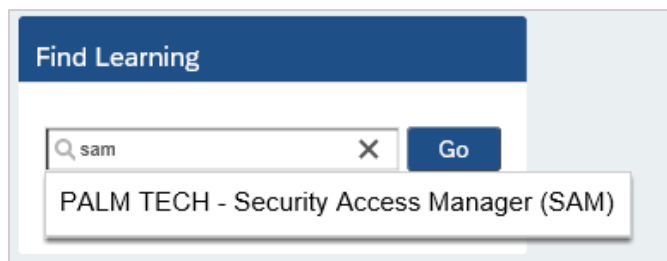 Find Learning
sam
Go
PALM TECH - Security Access Manager (SAM)